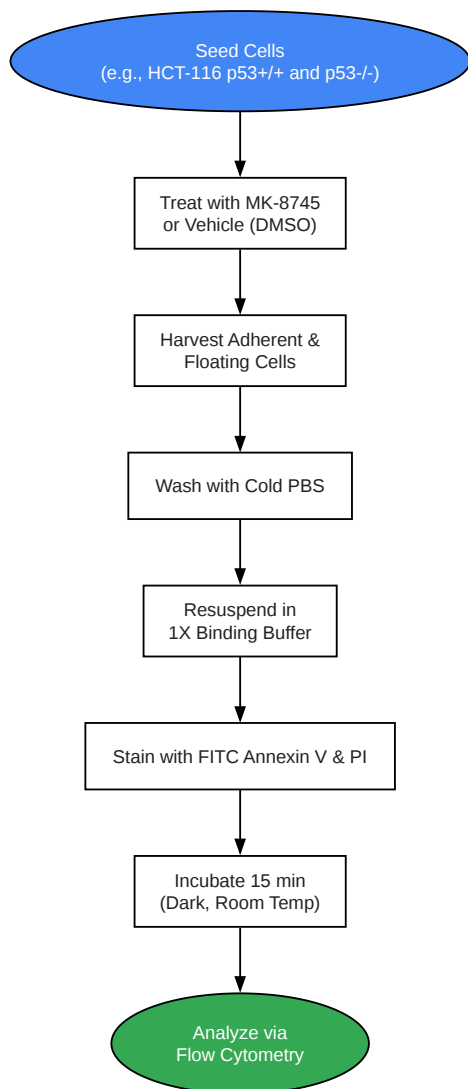 Seed Cells
(e.g., HCT-116 p53+/+ and p53-/-)
Treat with MK-8745
or Vehicle (DMSO)
Harvest Adherent &
Floating Cells
Wash with Cold PBS
Resuspend in
1X Binding Buffer
Stain with FITC Annexin V & PI
Incubate 15 min
(Dark, Room Temp)
Analyze via
Flow Cytometry